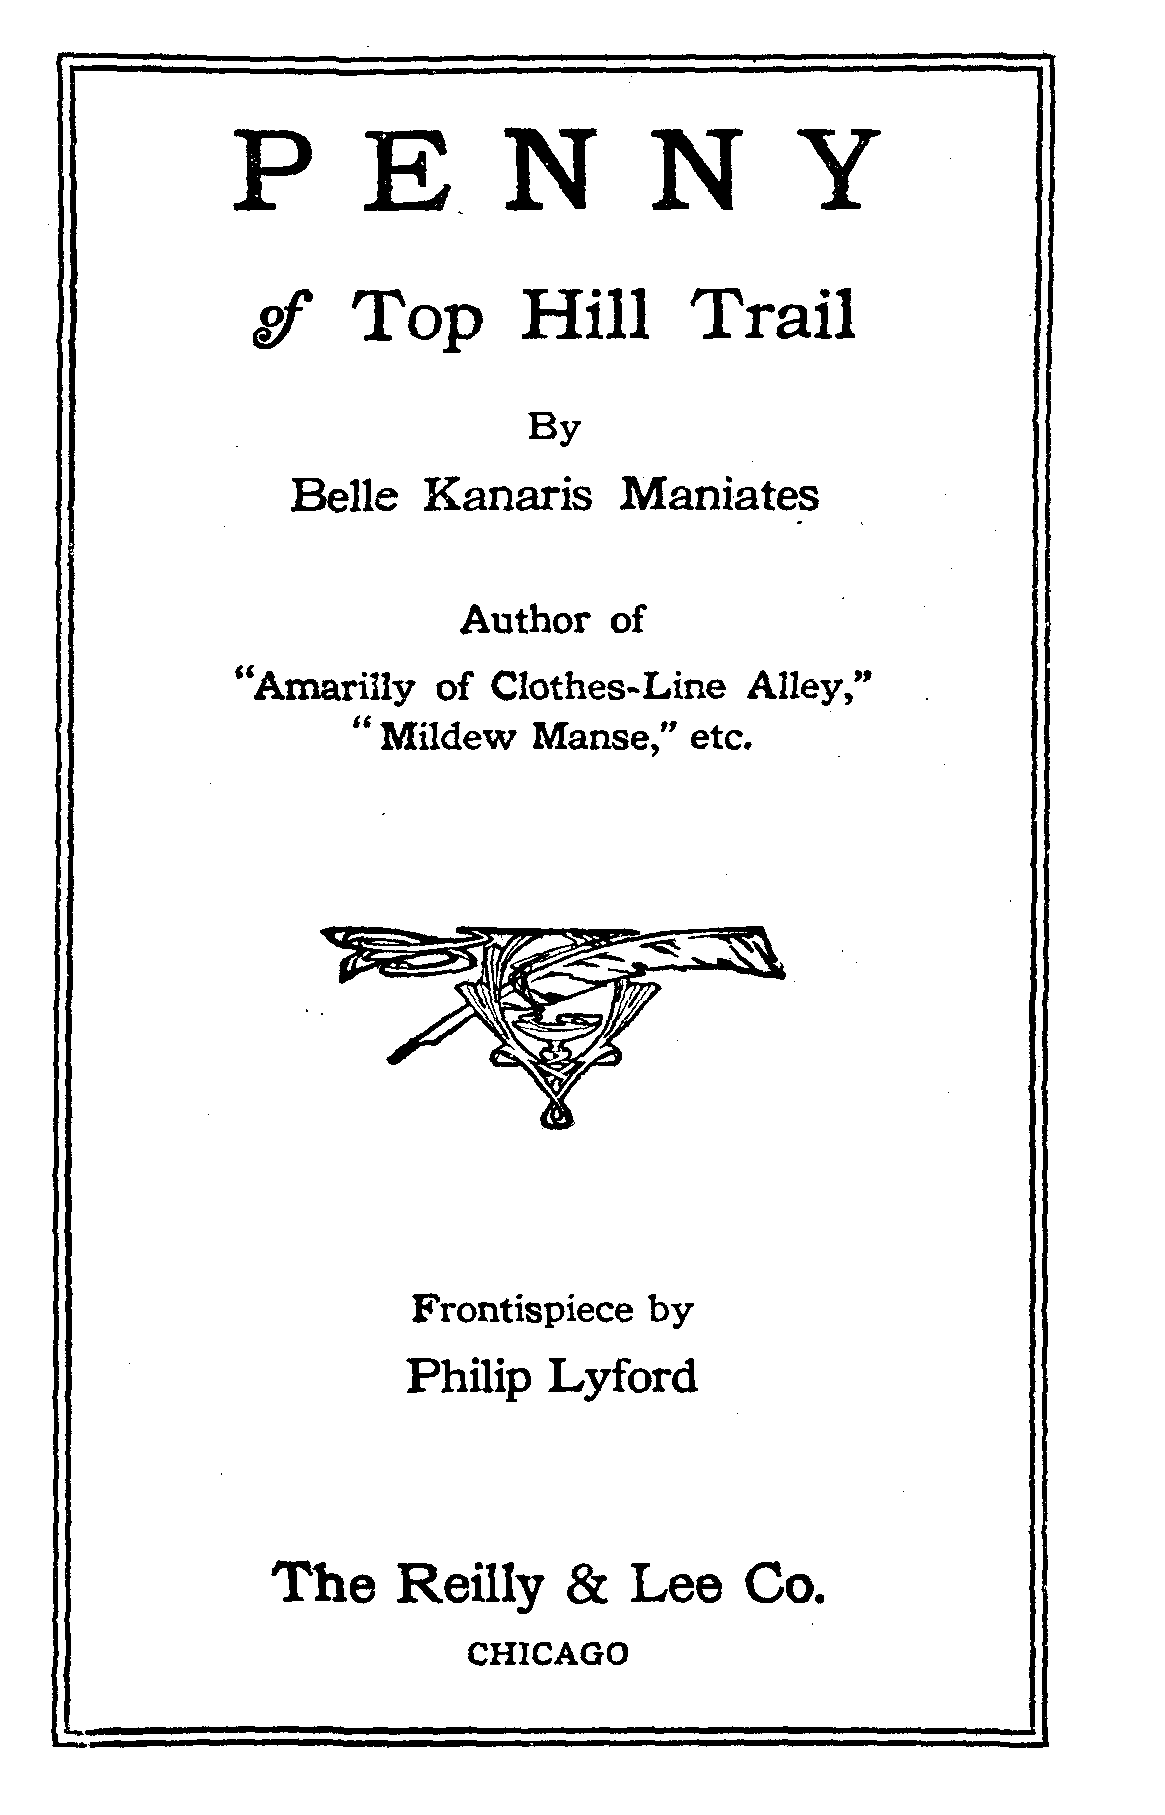 PENNY
of Top Hill Trail
By
Belle Kanaris Maniates
Author of
"Amarilly of Clothes-Line Alley,"
"Mildew Manse," etc.
Frontispiece by
Philip Lyford
The Reilly & Lee Co.
CHICAGO